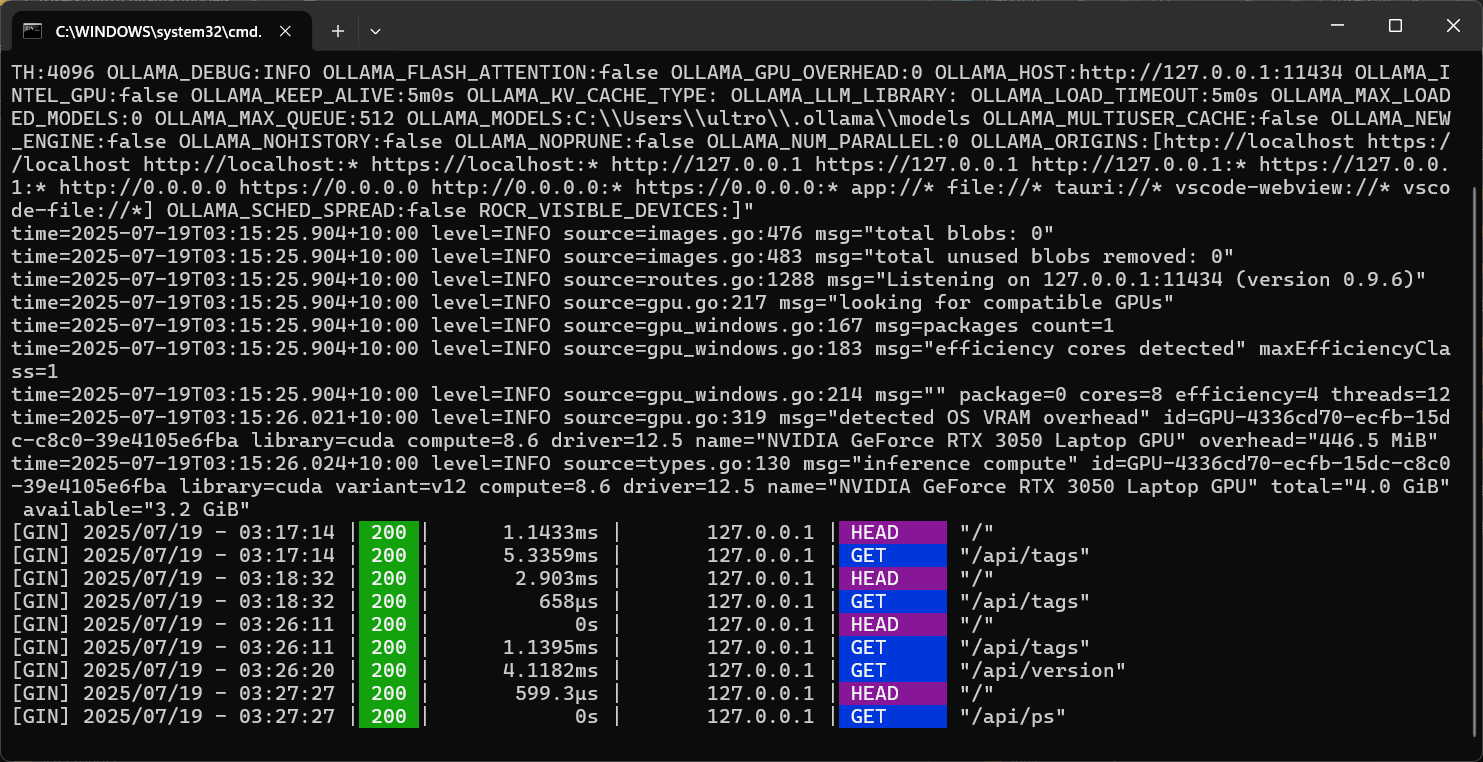 C:\WINDOWS\system32\cmd.
TH:4096 OLLAMA_DEBUG:INFO OLLAMA_FLASH_ATTENTION:false OLLAMA_GPU_OVERHEAD:0 OLLAMA_HOST:http://127.0.0.1:11434 OLLAMA_I
NTEL_GPU:false OLLAMA_KEEP_ALIVE:5m0s OLLAMA_KV_CACHE_TYPE: OLLAMA_LLM_LIBRARY: OLLAMA_LOAD_TIMEOUT:5m0s OLLAMA_MAX_LOAD
ED_MODELS:0 OLLAMA_MAX_QUEUE:512 OLLAMA_MODELS:C:\\Users\\ultro\\.ollama\\models OLLAMA_MULTIUSER_CACHE:false OLLAMA_NEW
_ENGINE:false OLLAMA_NOHISTORY:false OLLAMA_NOPRUNE:false OLLAMA_NUM_PARALLEL:0 OLLAMA_ORIGINS:[http://localhost https:/
/localhost http://localhost:* https://localhost:* http://127.0.0.1 https://127.0.0.1 http://127.0.0.1:* https://127.0.0.
1:* http://0.0.0.0 https://0.0.0.0 http://0.0.0.0:* https://0.0.0.0:* app://* file://* tauri://* vscode-webview://* vsco
de-file://*] OLLAMA_SCHED_SPREAD:false ROCR_VISIBLE_DEVICES:]"
time=2025-07-19T03:15:25.904+10:00 level=INFO source=images.go:476 msg="total blobs: 0"
time=2025-07-19T03:15:25.904+10:00 level=INFO source=images.go:483 msg="total unused blobs removed: 0"
time=2025-07-19T03:15:25.904+10:00 level=INFO source=routes.go:1288 msg="Listening on 127.0.0.1:11434 (version 0.9.6)"
time=2025-07-19T03:15:25.904+10:00 level=INFO source=gpu.go:217 msg="looking for compatible GPUs"
time=2025-07-19T03:15:25.904+10:00 level=INFO source=gpu_windows.go:167 msg=packages count=1
time=2025-07-19T03:15:25.904+10:00 level=INFO source=gpu_windows.go:183 msg="efficiency cores detected" maxEfficiencyCla
ss=1
time=2025-07-19T03:15:25.904+10:00 level=INFO source=gpu_windows.go:214 msg="" package=0 cores=8 efficiency=4 threads=12
time=2025-07-19T03:15:26.021+10:00 level=INFO source=gpu.go:319 msg="detected OS VRAM overhead" id=GPU-4336cd70-ecfb-15d
c-c8c0-39e4105e6fba library=cuda compute=8.6 driver=12.5 name="NVIDIA GeForce RTX 3050 Laptop GPU" overhead="446.5 MiB"
time=2025-07-19T03:15:26.024+10:00 level=INFO source=types.go:130 msg="inference compute" id=GPU-4336cd70-ecfb-15dc-c8c0
-39e4105e6fba library=cuda variant=v12 compute=8.6 driver=12.5 name="NVIDIA GeForce RTX 3050 Laptop GPU" total="4.0 GiB"
available="3.2 GiB"
[GIN] 2025/07/19 - 03:17:14 | 200 | 1.1433ms | 127.0.0.1 | HEAD "/"
[GIN] 2025/07/19 - 03:17:14 | 200 | 5.3359ms | 127.0.0.1 | GET "/api/tags"
[GIN] 2025/07/19 - 03:18:32 | 200 | 2.903ms | 127.0.0.1 | HEAD "/"
[GIN] 2025/07/19 - 03:18:32 | 200 | 658µs | 127.0.0.1 | GET "/api/tags"
[GIN] 2025/07/19 - 03:26:11 | 200 | 0s | 127.0.0.1 | HEAD "/"
[GIN] 2025/07/19 - 03:26:11 | 200 | 1.1395ms | 127.0.0.1 | GET "/api/tags"
[GIN] 2025/07/19 - 03:26:20 | 200 | 4.1182ms | 127.0.0.1 | GET "/api/version"
[GIN] 2025/07/19 - 03:27:27 | 200 | 599.3µs | 127.0.0.1 | HEAD "/"
[GIN] 2025/07/19 - 03:27:27 | 200 | 0s | 127.0.0.1 | GET "/api/ps"